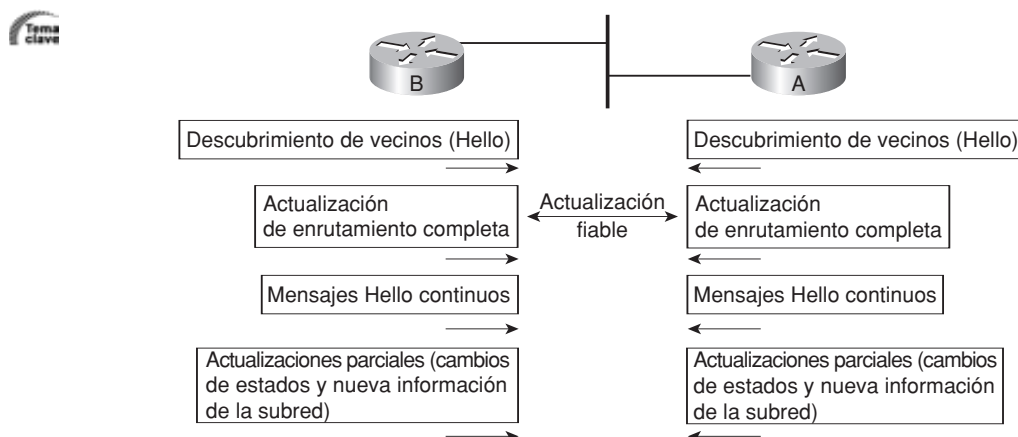 Tema
clave
B
A
Descubrimiento de vecinos (Hello)
Descubrimiento de vecinos (Hello)
Actualización
de enrutamiento completa
Actualización
fiable
Actualización
de enrutamiento completa
Mensajes Hello continuos
Mensajes Hello continuos
Actualizaciones parciales (cambios
de estados y nueva información
de la subred)
Actualizaciones parciales (cambios
de estados y nueva información
de la subred)